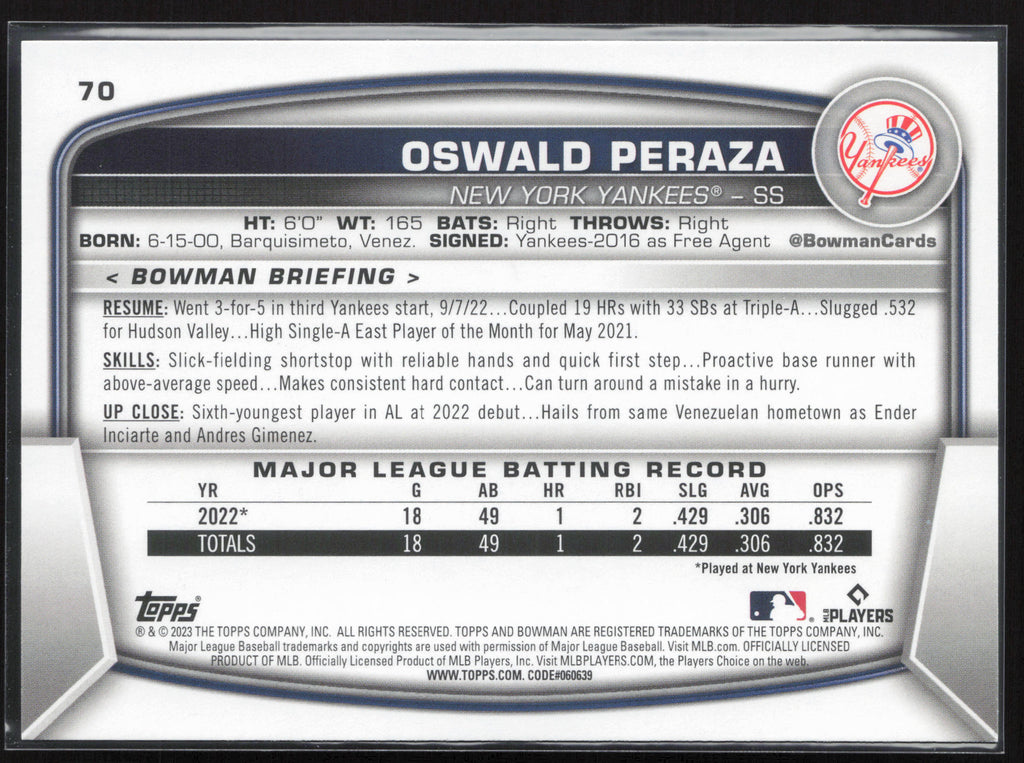 70
Yankees
OSWALD PERAZA
NEW YORK YANKEES® – SS
HT: 6'0" WT: 165 BATS: Right THROWS: Right
BORN: 6-15-00, Barquisimeto, Venez. SIGNED: Yankees-2016 as Free Agent @BowmanCards
< BOWMAN BRIEFING >
RESUME: Went 3-for-5 in third Yankees start, 9/7/22...Coupled 19 HRs with 33 SBs at Triple-A...Slugged .532
for Hudson Valley...High Single-A East Player of the Month for May 2021.
SKILLS: Slick-fielding shortstop with reliable hands and quick first step...Proactive base runner with
above-average speed...Makes consistent hard contact...Can turn around a mistake in a hurry.
UP CLOSE: Sixth-youngest player in AL at 2022 debut...Hails from same Venezuelan hometown as Ender
Inciarte and Andres Gimenez.
MAJOR LEAGUE BATTING RECORD
YR G AB HR RBI SLG AVG OPS
2022* 18 49 1 2 .429 .306 .832
TOTALS 18 49 1 2 .429 .306 .832
*Played at New York Yankees
Topps® ® MLB PLAYERS
® & © 2023 THE TOPPS COMPANY, INC. ALL RIGHTS RESERVED. TOPPS AND BOWMAN ARE REGISTERED TRADEMARKS OF THE TOPPS COMPANY, INC.
Major League Baseball trademarks and copyrights are used with permission of Major League Baseball. Visit MLB.com. OFFICIALLY LICENSED
PRODUCT OF MLB. Officially Licensed Product of MLB Players, Inc. Visit MLBPLAYERS.COM, the Players Choice on the web.
WWW.TOPPS.COM. CODE#060639